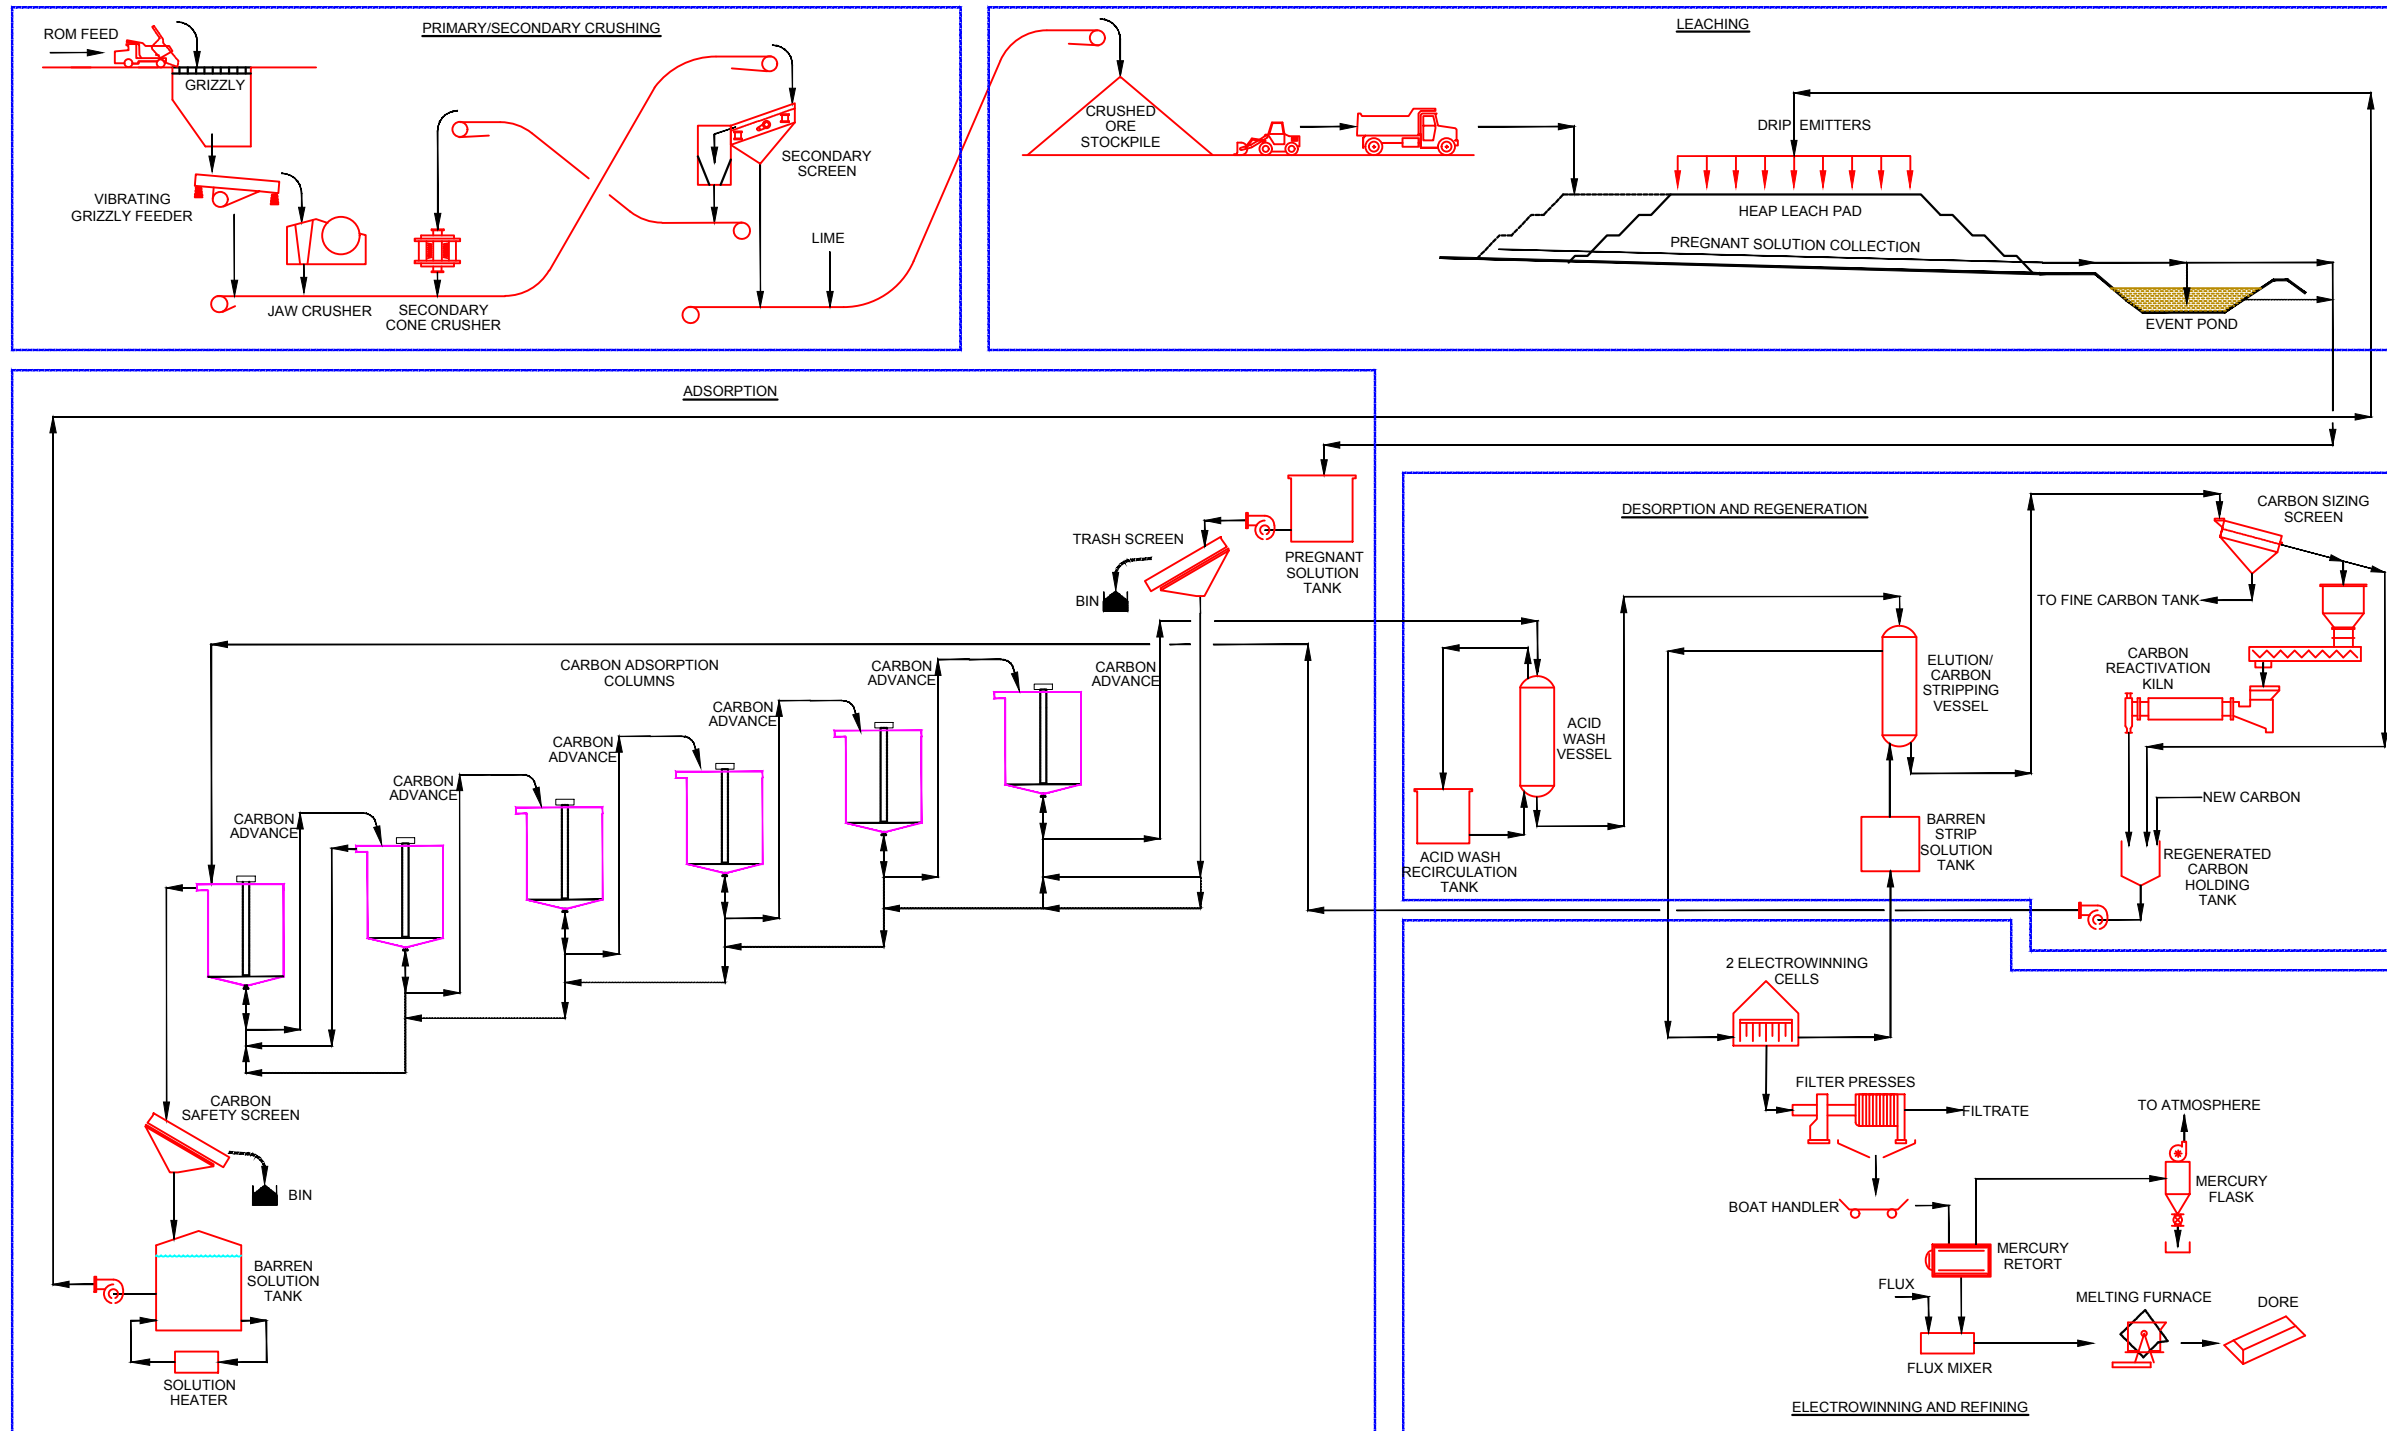 PRIMARY/SECONDARY CRUSHING
ROM FEED
GRIZZLY
VIBRATING
GRIZZLY FEEDER
JAW CRUSHER
SECONDARY
CONE CRUSHER
SECONDARY
SCREEN
LIME
LEACHING
CRUSHED
ORE
STOCKPILE
DRIP EMITTERS
HEAP LEACH PAD
PREGNANT SOLUTION COLLECTION
EVENT POND
ADSORPTION
TRASH SCREEN
BIN
PREGNANT
SOLUTION
TANK
CARBON ADSORPTION
COLUMNS
CARBON
ADVANCE
CARBON
ADVANCE
CARBON
ADVANCE
CARBON
ADVANCE
CARBON
ADVANCE
CARBON
ADVANCE
CARBON
SAFETY SCREEN
BIN
BARREN
SOLUTION
TANK
SOLUTION
HEATER
DESORPTION AND REGENERATION
CARBON SIZING
SCREEN
TO FINE CARBON TANK
CARBON
REACTIVATION
KILN
ELUTION/
CARBON
STRIPPING
VESSEL
ACID
WASH
VESSEL
ACID WASH
RECIRCULATION
TANK
BARREN
STRIP
SOLUTION
TANK
NEW CARBON
REGENERATED
CARBON
HOLDING
TANK
2 ELECTROWINNING
CELLS
FILTER PRESSES
FILTRATE
TO ATMOSPHERE
MERCURY
FLASK
BOAT HANDLER
MERCURY
RETORT
FLUX
FLUX MIXER
MELTING FURNACE
DORE
ELECTROWINNING AND REFINING